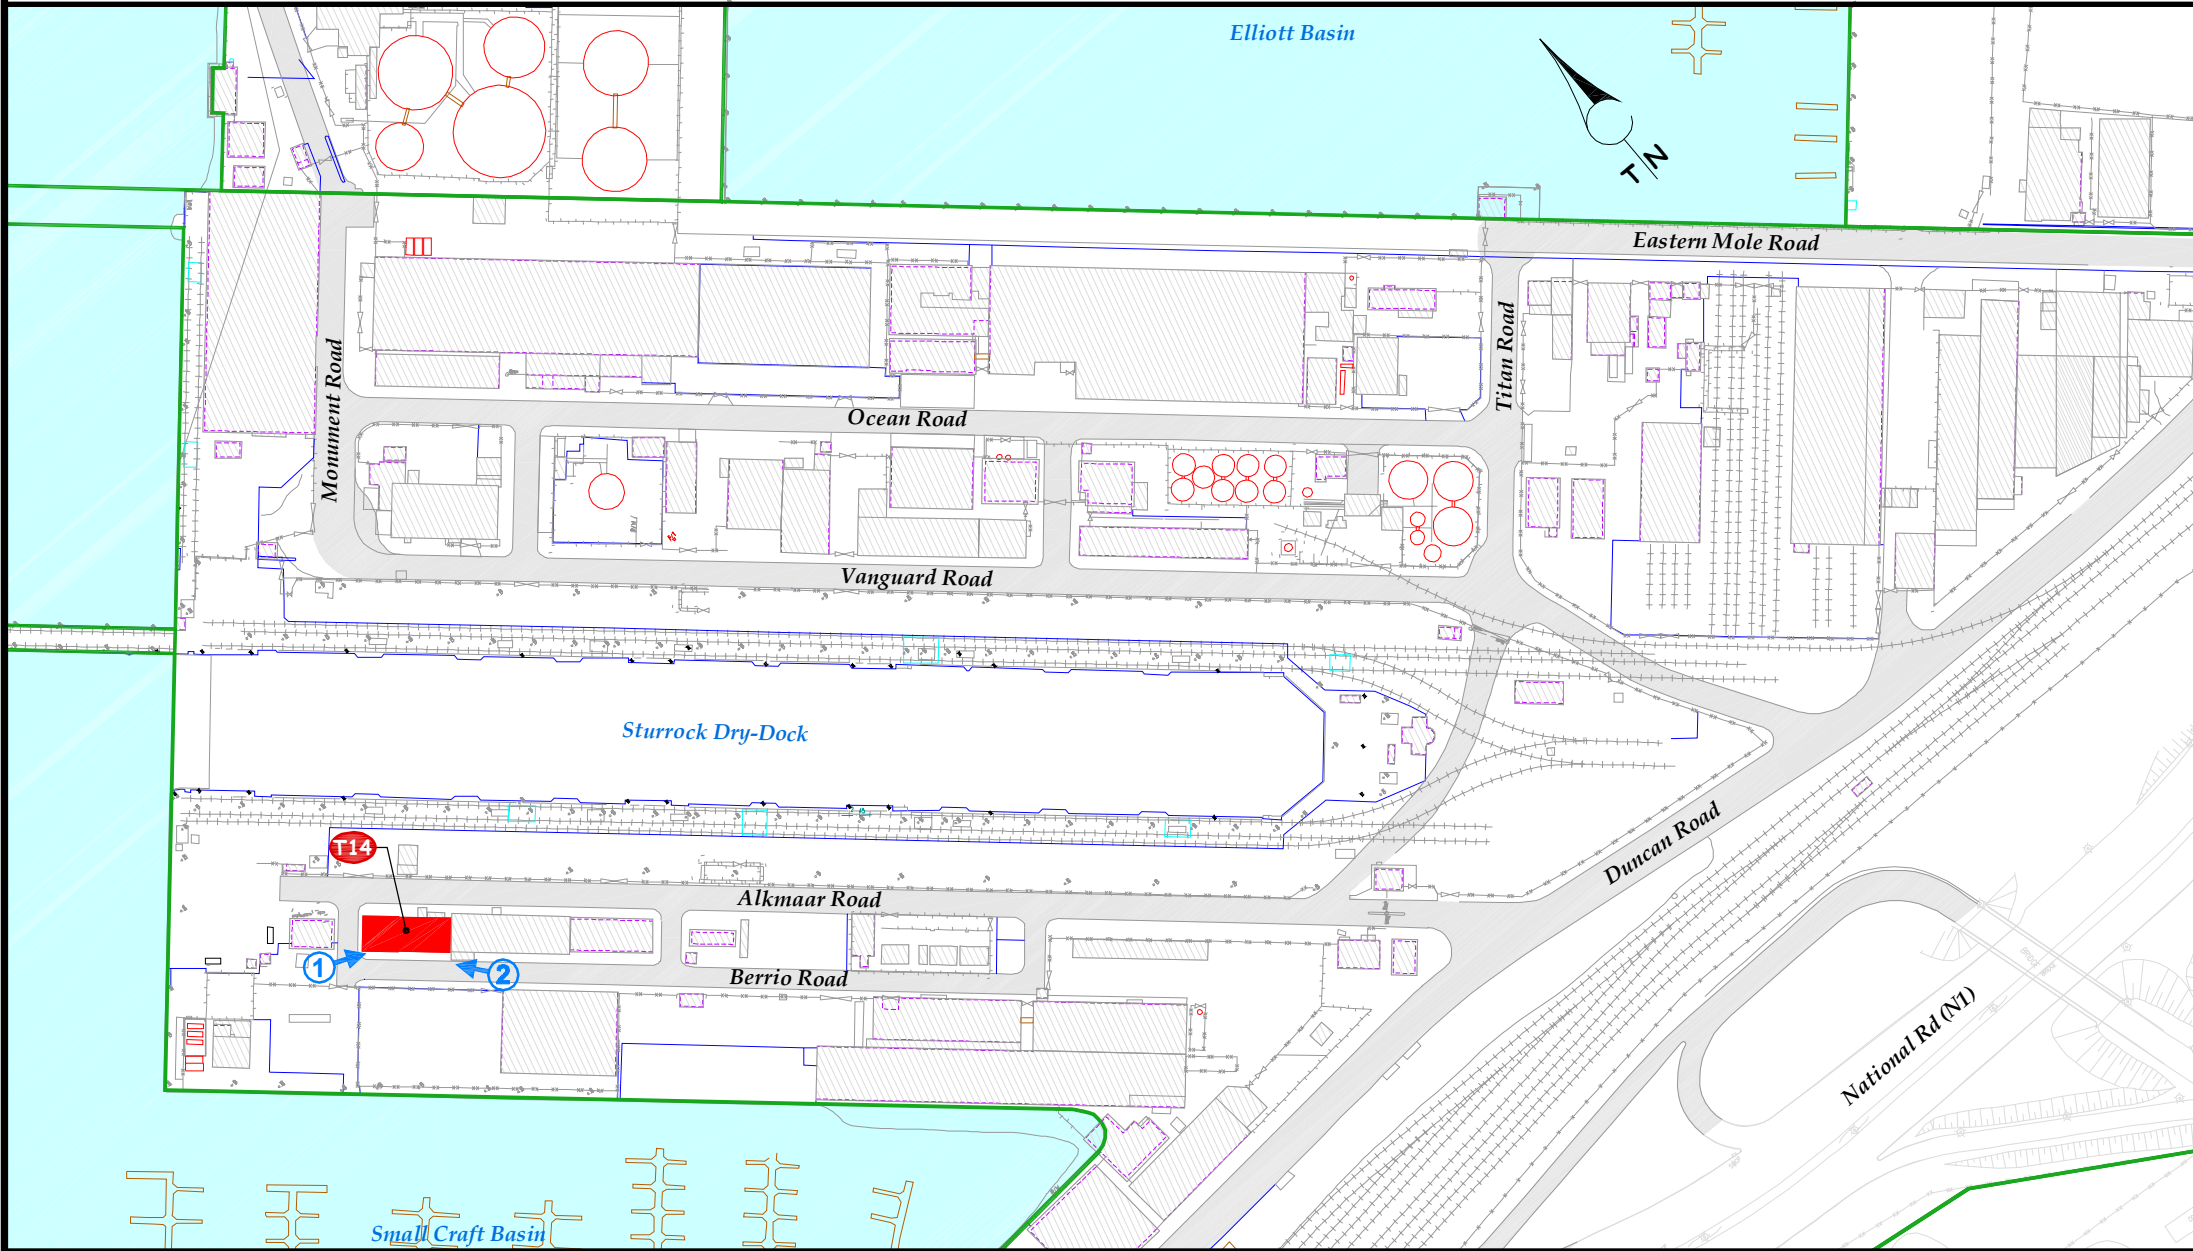 Elliott Basin
T N
Eastern Mole Road
Monument Road
Titan Road
Ocean Road
Vanguard Road
Sturrock Dry-Dock
Duncan Road
T14
Alkmaar Road
1
2
Berrio Road
National Rd (N1)
Small Craft Basin